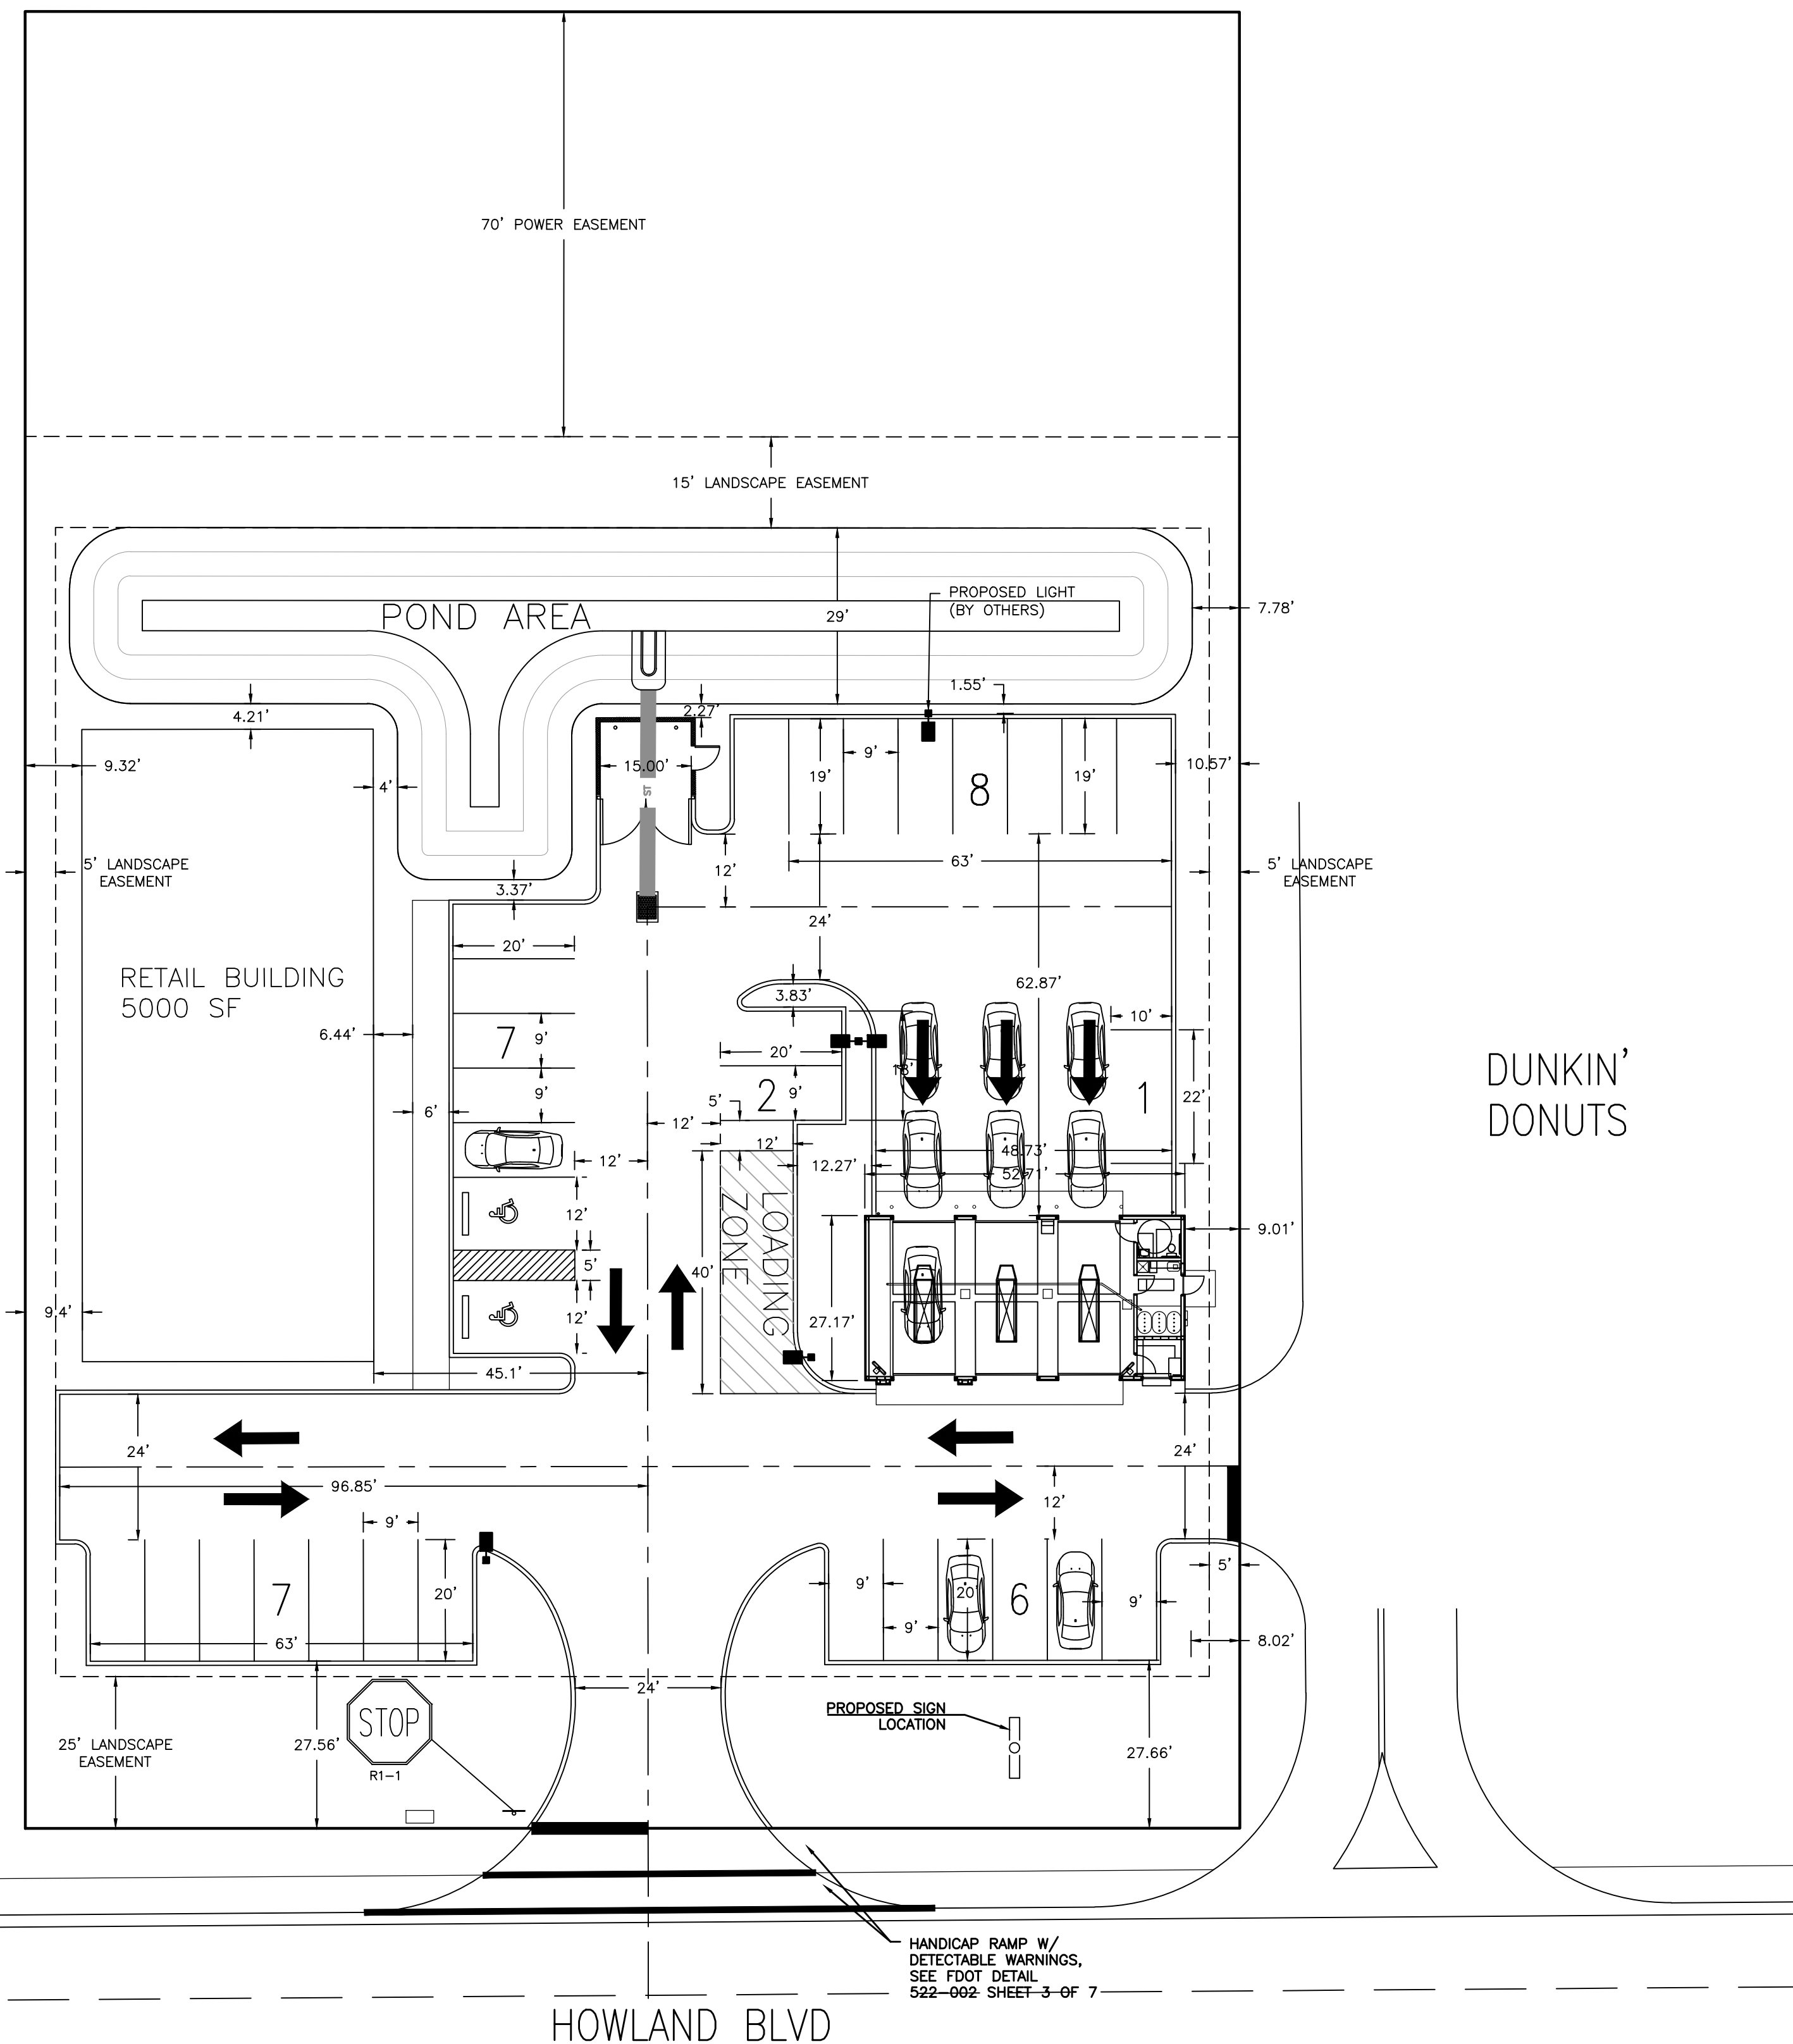 70' POWER EASEMENT
15' LANDSCAPE EASEMENT
PROPOSED LIGHT
(BY OTHERS)
POND AREA
29'
7.78'
1.55'
2.27'
4.21'
9.32'
4'
15.00'
ST
19'
9'
8
19'
10.57'
5' LANDSCAPE
EASEMENT
3.37'
12'
63'
5' LANDSCAPE
EASEMENT
24'
20'
RETAIL BUILDING
5000 SF
62.87'
3.83'
6.44'
7
9'
20'
10'
DUNKIN'
DONUTS
18'
9'
2
9'
1
22'
6'
5'
12'
12'
12'
12.27'
48.73'
52.71'
12'
LOADING
ZONE
9.01'
5'
40'
9.4'
12'
27.17'
45.1'
24'
24'
96.85'
12'
9'
7
20'
63'
9'
9'
20'
6
9'
5'
8.02'
24'
STOP
R1-1
25' LANDSCAPE
EASEMENT
27.56'
PROPOSED SIGN
LOCATION
27.66'
HANDICAP RAMP W/
DETECTABLE WARNINGS,
SEE FDOT DETAIL
522-002 SHEET 3 OF 7
HOWLAND BLVD